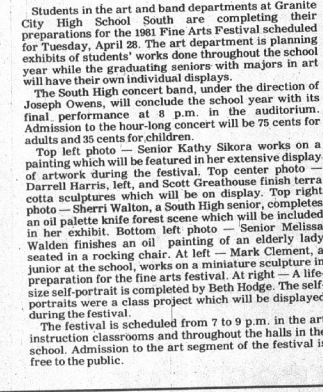 Students in the art and band departments at Granite
City High School South are completing their
preparations for the 1981 Fine Arts Festival scheduled
for Tuesday, April 28. The art department is planning
exhibits of students' works done throughout the school
year while the graduating seniors with majors in art
will have their own individual displays.
The South High concert band, under the direction of
Joseph Owens, will conclude the school year with its
final performance at 8 p.m. in the auditorium.
Admission to the hour-long concert will be 75 cents for
adults and 35 cents for children.
Top left photo — Senior Kathy Sikora works on a
painting which will be featured in her extensive display
of artwork during the festival. Top center photo —
Darrell Harris, left, and Scott Greathouse finish terra
cotta sculptures which will be on display. Top right
photo — Sherri Walton, a South High senior, completes
an oil palette knife forest scene which will be included
in her exhibit. Bottom left photo — Senior Melissa
Walden finishes an oil painting of an elderly lady
seated in a rocking chair. At left — Mark Clement, a
junior at the school, works on a miniature sculpture in
preparation for the fine arts festival. At right — A life-
size self-portrait is completed by Beth Hodge. The self
portraits were a class project which will be displayed
during the festival.
The festival is scheduled from 7 to 9 p.m. in the art
instruction classrooms and throughout the halls in the
school. Admission to the art segment of the festival is
free to the public.